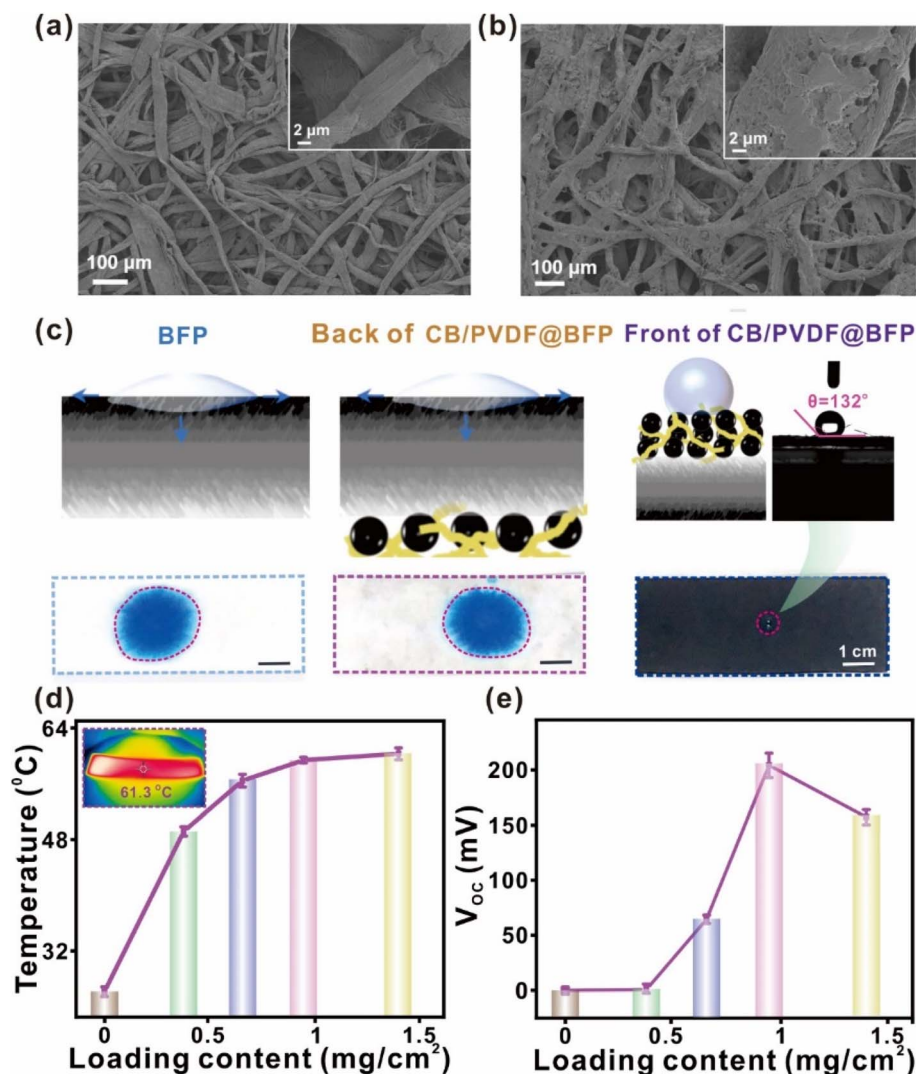 (a)
2 µm
100 µm
(b)
2 µm
100 µm
(c)
BFP
Back of CB/PVDF@BFP
Front of CB/PVDF@BFP
θ=132°
1 cm
(d)
Temperature (⁰C)
64
48
32
61.3 °C
0
0.5
1
1.5
Loading content (mg/cm²)
(e)
V_OC (mV)
200
150
100
50
0
0
0.5
1
1.5
Loading content (mg/cm²)